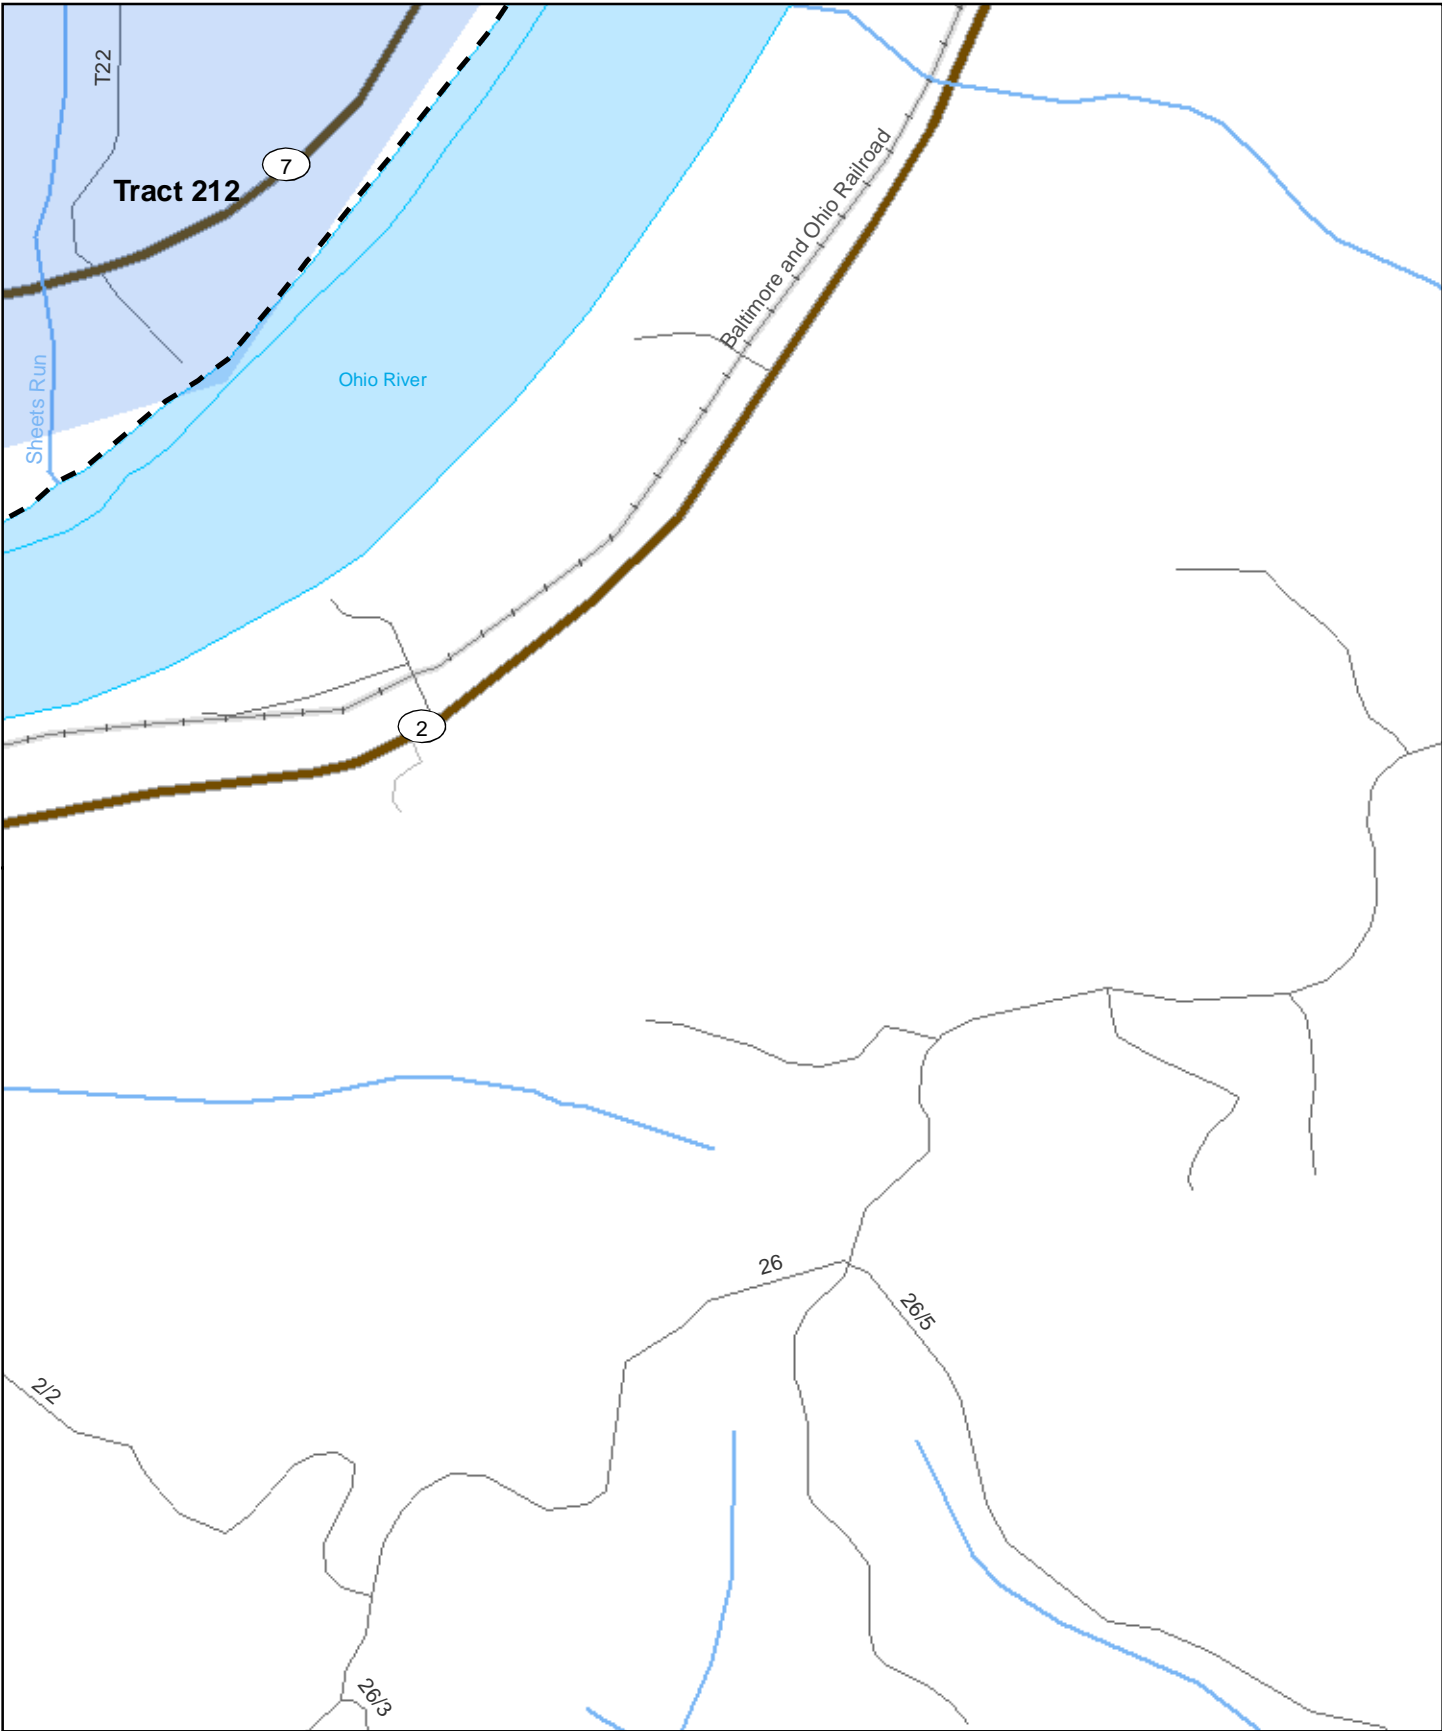 T22
7
Tract 212
Baltimore and Ohio Railroad
Ohio River
Sheets Run
2
26
26/5
2/2
26/3